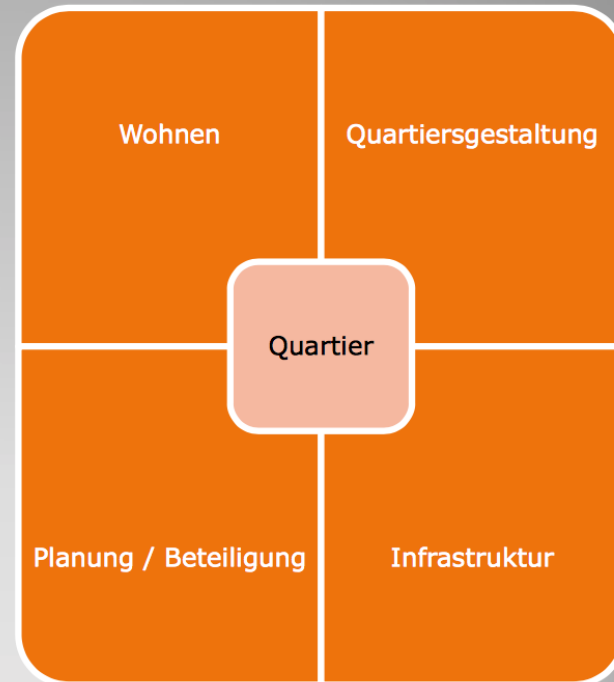 Wohnen
Quartiersgestaltung
Quartier
Planung / Beteiligung
Infrastruktur